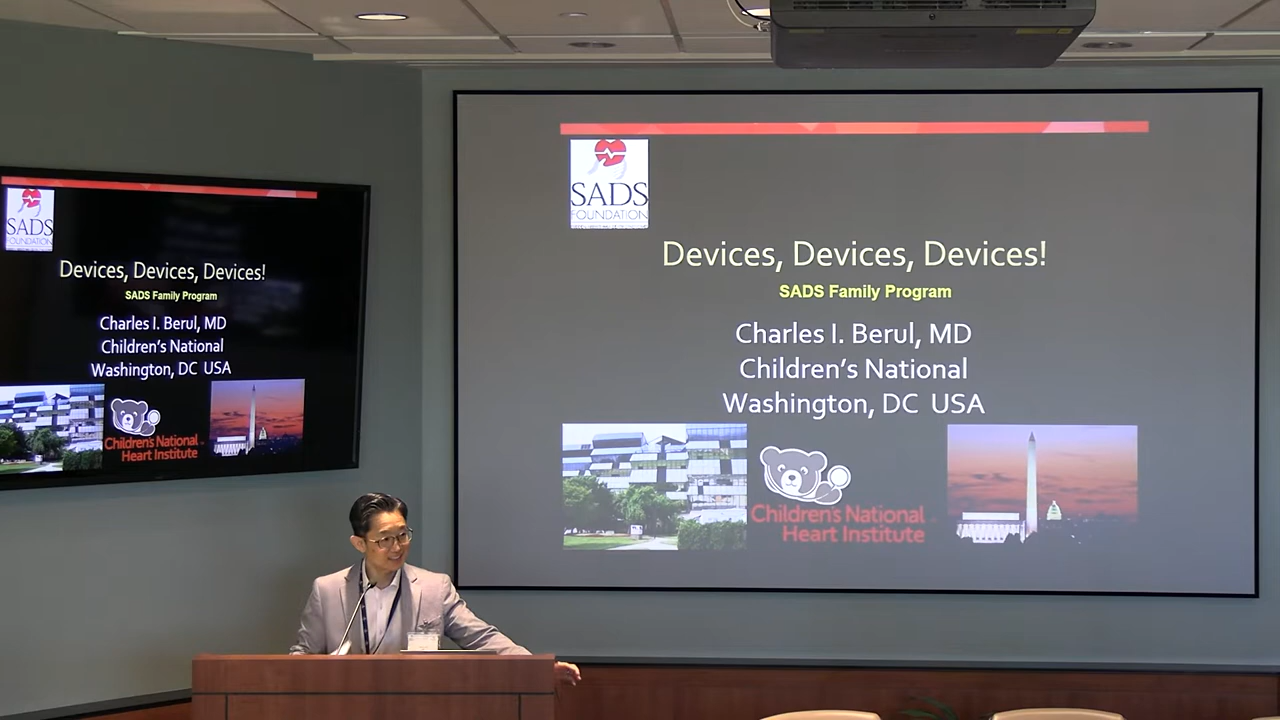 SADS
FOUNDATION
Devices, Devices, Devices!
SADS Family Program
Charles I. Berul, MD
Children's National
Washington, DC USA
Children's National
Heart Institute
SADS
FOUNDATION
Devices, Devices, Devices!
SADS Family Program
Charles I. Berul, MD
Children's National
Washington, DC USA
Children's National
Heart Institute